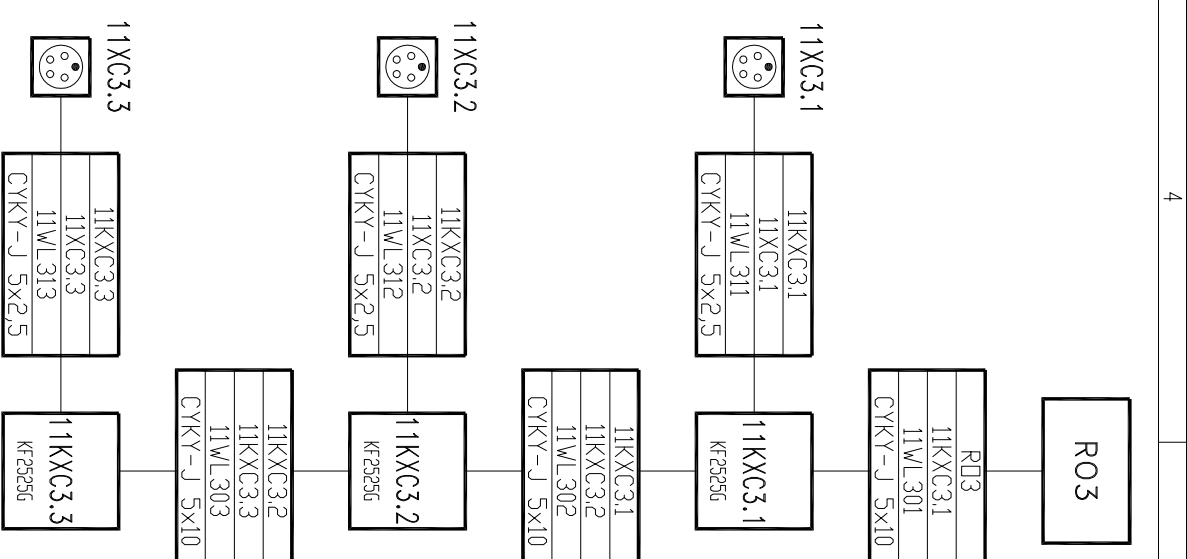 4
RO3
RO3
11KXC3.1
11WL301
CYKY-J 5x10
11XC3.1
11KXC3.1
11XC3.1
11WL311
CYKY-J 5x2,5
11KXC3.1
KF2525G
11KXC3.1
11KXC3.2
11WL302
CYKY-J 5x10
11XC3.2
11KXC3.2
11XC3.2
11WL312
CYKY-J 5x2,5
11KXC3.2
KF2525G
11KXC3.2
11KXC3.3
11WL303
CYKY-J 5x10
11XC3.3
11KXC3.3
11XC3.3
11WL313
CYKY-J 5x2,5
11KXC3.3
KF2525G